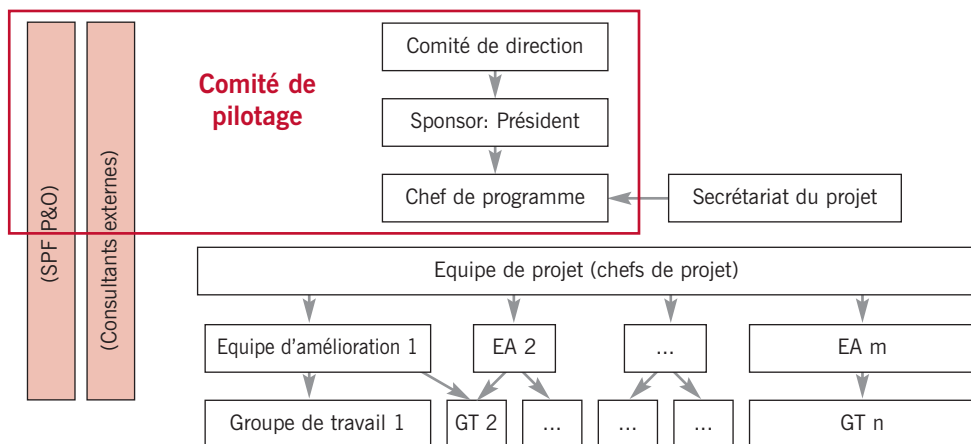 Comité de direction
Comité de
pilotage
Sponsor: Président
Chef de programme
Secrétariat du projet
(SPF P&O)
(Consultants externes)
Equipe de projet (chefs de projet)
Equipe d’amélioration 1
EA 2
...
EA m
Groupe de travail 1
GT 2
...
...
...
GT n